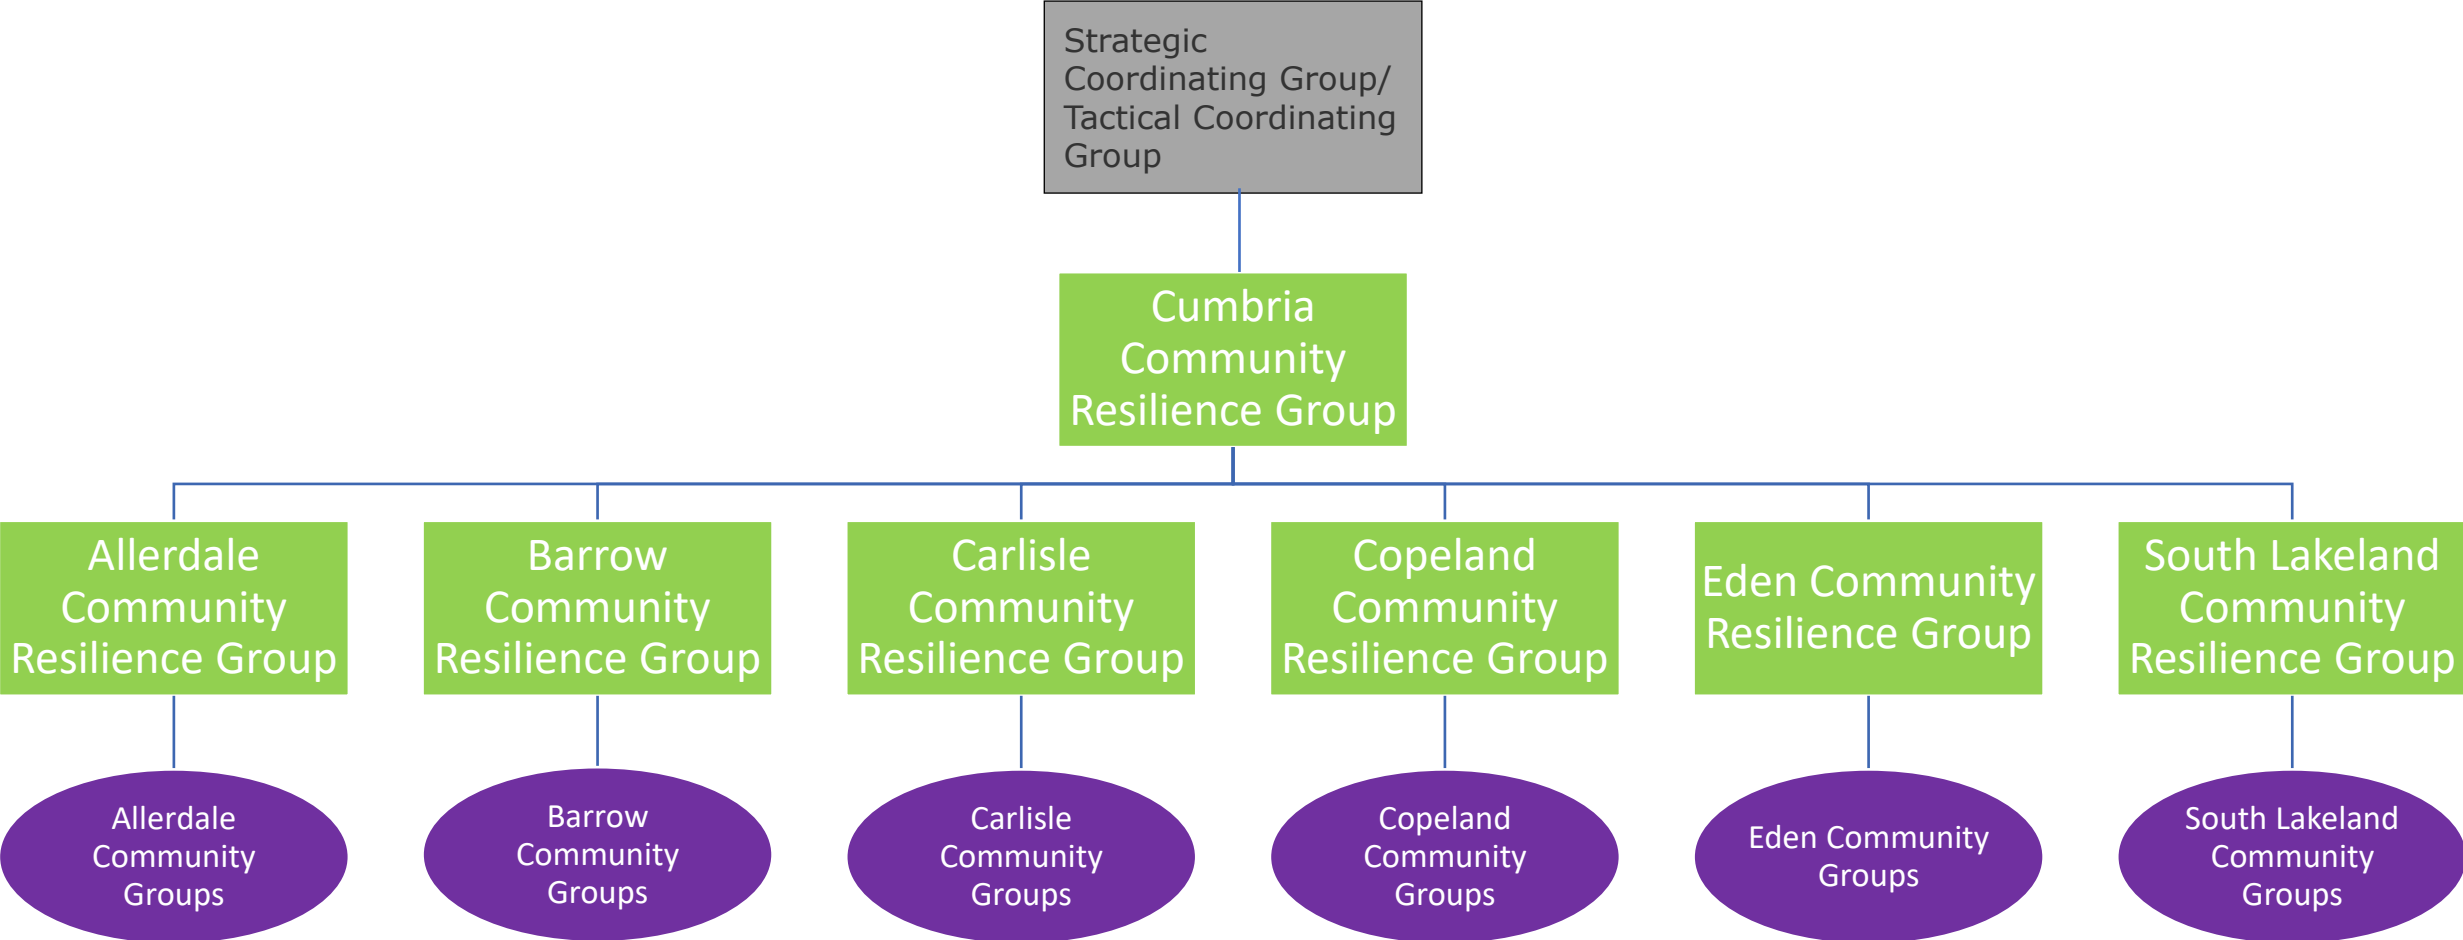 Strategic
Coordinating Group/
Tactical Coordinating
Group
Cumbria
Community
Resilience Group
Allerdale
Community
Resilience Group
Barrow
Community
Resilience Group
Carlisle
Community
Resilience Group
Copeland
Community
Resilience Group
Eden Community
Resilience Group
South Lakeland
Community
Resilience Group
Allerdale
Community
Groups
Barrow
Community
Groups
Carlisle
Community
Groups
Copeland
Community
Groups
Eden Community
Groups
South Lakeland
Community
Groups